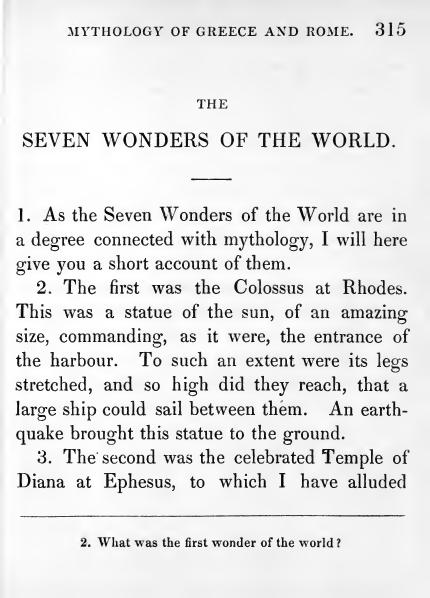 MYTHOLOGY OF GREECE AND ROME. 315
THE
SEVEN WONDERS OF THE WORLD.
1. As the Seven Wonders of the World are in
a degree connected with mythology, I will here
give you a short account of them.
2. The first was the Colossus at Rhodes.
This was a statue of the sun, of an amazing
size, commanding, as it were, the entrance of
the harbour. To such an extent were its legs
stretched, and so high did they reach, that a
large ship could sail between them. An earth-
quake brought this statue to the ground.
3. The second was the celebrated Temple of
Diana at Ephesus, to which I have alluded
2. What was the first wonder of the world?